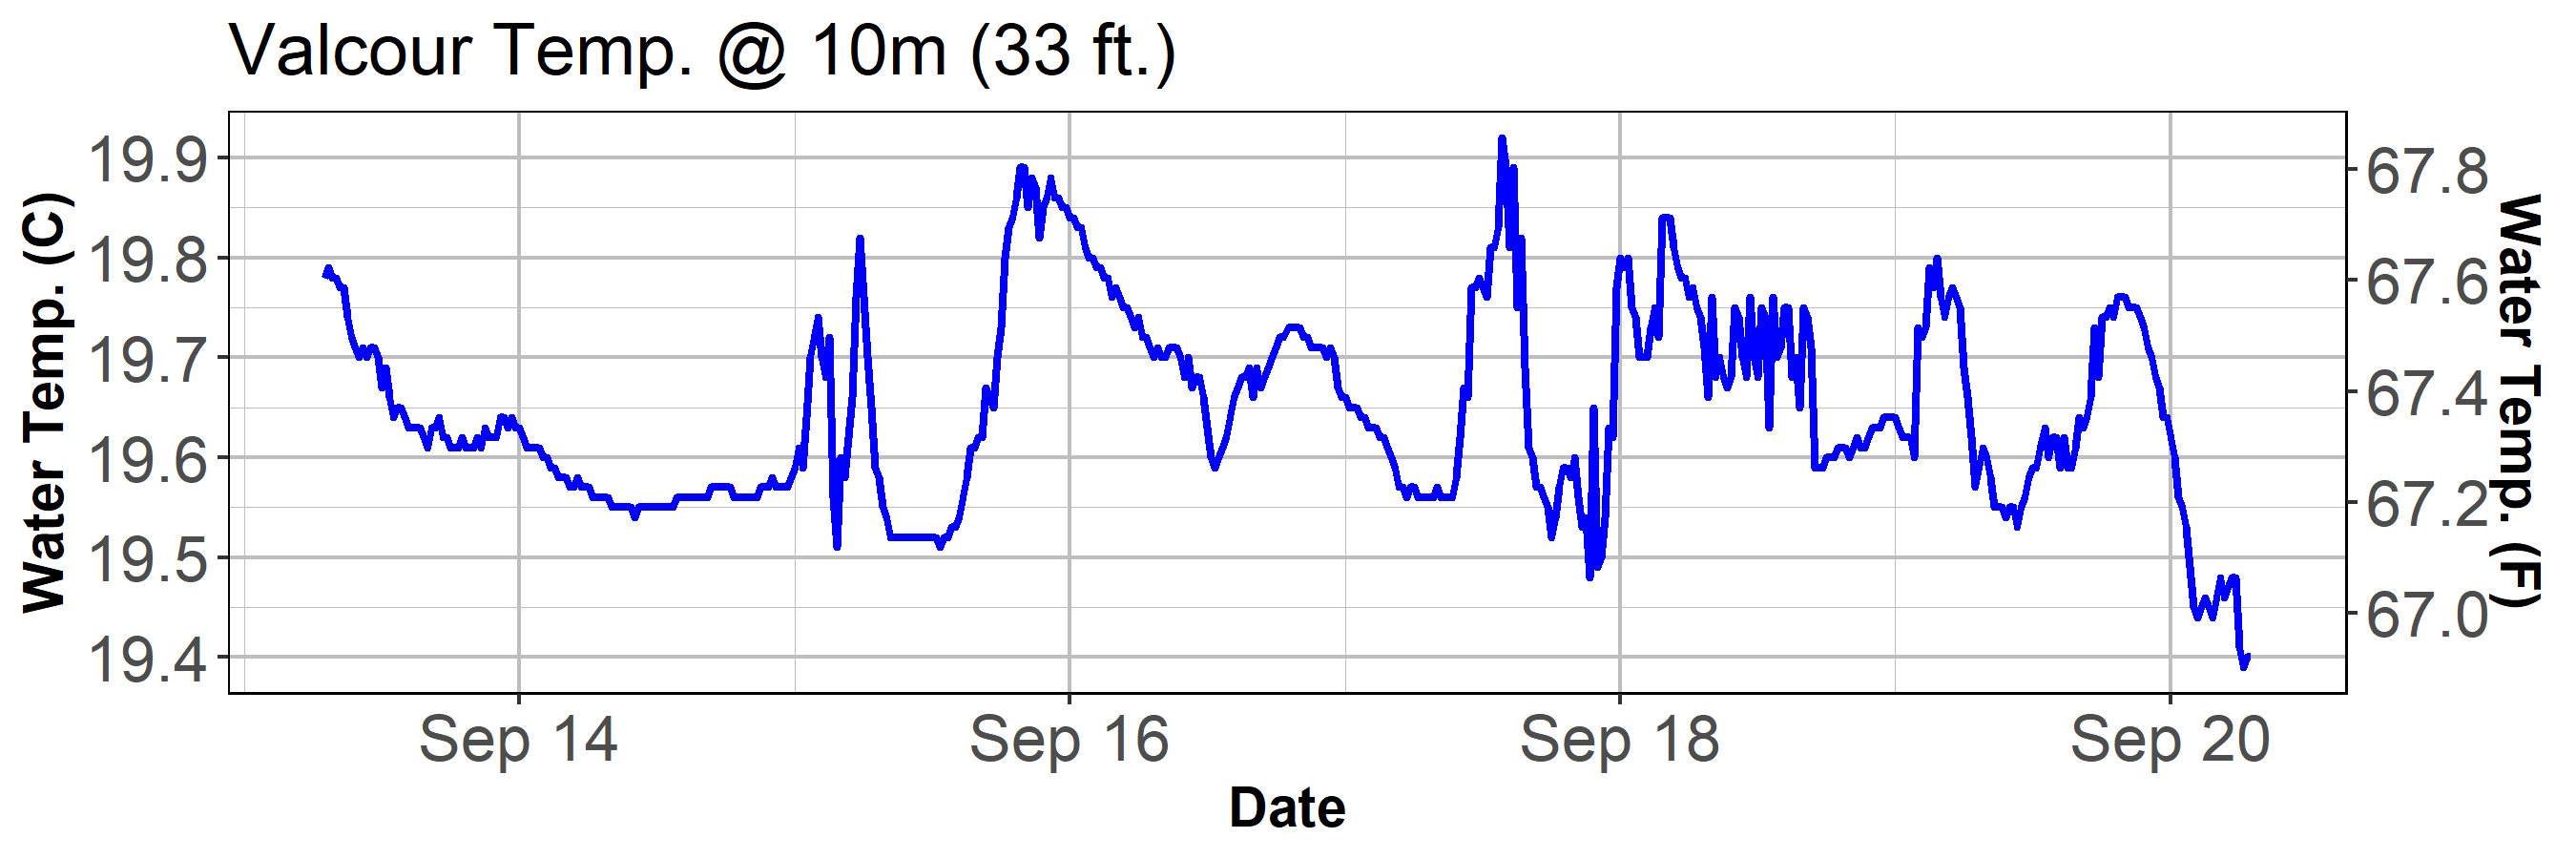 Valcour Temp. @ 10m (33 ft.)
Water Temp. (C)
19.9
19.8
19.7
19.6
19.5
19.4
67.8
67.6
67.4
67.2
67.0
Water Temp. (F)
Sep 14 Sep 16 Sep 18 Sep 20
Date